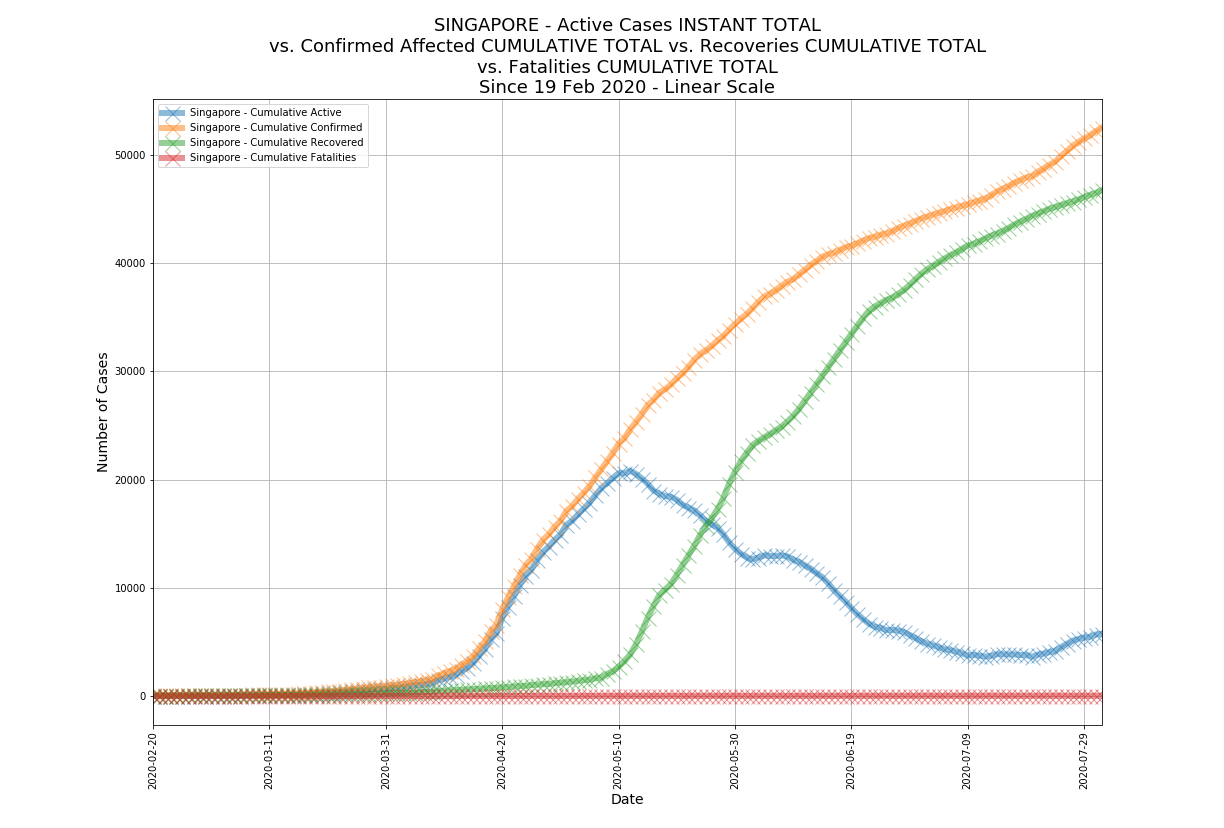 SINGAPORE - Active Cases INSTANT TOTAL
vs. Confirmed Affected CUMULATIVE TOTAL vs. Recoveries CUMULATIVE TOTAL
vs. Fatalities CUMULATIVE TOTAL
Since 19 Feb 2020 - Linear Scale
Singapore - Cumulative Active
Singapore - Cumulative Confirmed
Singapore - Cumulative Recovered
Singapore - Cumulative Fatalities
Number of Cases
50000
40000
30000
20000
10000
0
2020-02-20
2020-03-11
2020-03-31
2020-04-20
2020-05-10
2020-05-30
2020-06-19
2020-07-09
2020-07-29
Date